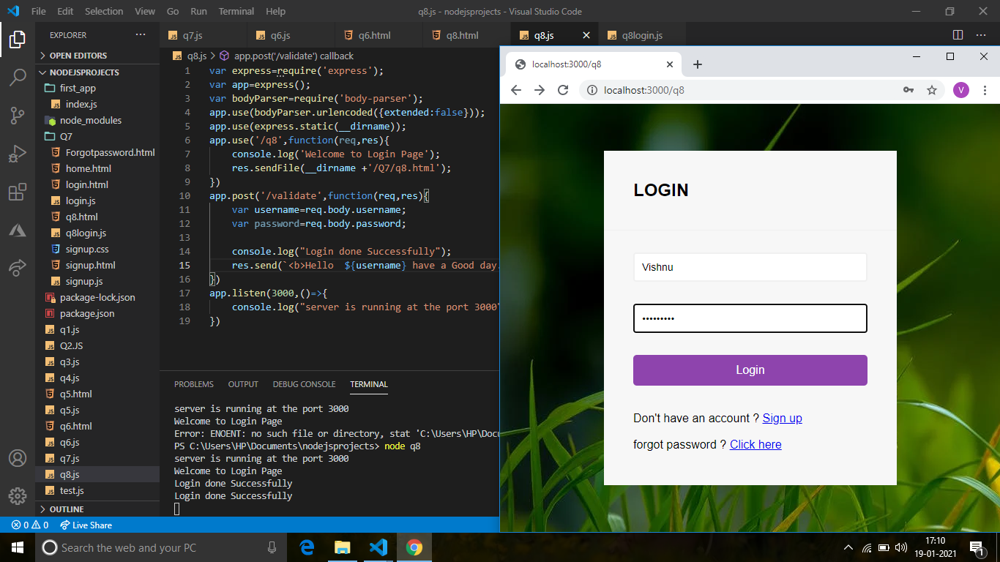 File Edit Selection View Go Run Terminal Help q8.js - nodejsprojects - Visual Studio Code
EXPLORER
OPEN EDITORS
NODEJSPROJECTS
first_app
index.js
node_modules
Q7
Forgotpassword.html
home.html
login.html
login.js
q8.html
q8login.js
signup.css
signup.html
signup.js
package-lock.json
package.json
q1.js
Q2.JS
q3.js
q4.js
q5.html
q5.js
q6.html
q6.js
q7.js
q8.js
test.js
OUTLINE
q7.js q6.js q6.html q8.html q8.js q8login.js
q8.js > app.post('/validate') callback
1 var express=require('express');
2 var app=express();
3 var bodyParser=require('body-parser');
4 app.use(bodyParser.urlencoded({extended:false}));
5 app.use(express.static(__dirname));
6 app.use('/q8',function(req,res){
7 console.log('Welcome to Login Page');
8 res.sendFile(__dirname +'/Q7/q8.html');
9 })
10 app.post('/validate',function(req,res){
11 var username=req.body.username;
12 var password=req.body.password;
13
14 console.log("Login done Successfully");
15 res.send(`<b>Hello  ${username} have a Good day.
16 })
17 app.listen(3000,()=>{
18 console.log("server is running at the port 3000"
19 })
PROBLEMS OUTPUT DEBUG CONSOLE TERMINAL
server is running at the port 3000
Welcome to Login Page
Error: ENOENT: no such file or directory, stat 'C:\Users\HP\Docu
PS C:\Users\HP\Documents\nodejsprojects> node q8
server is running at the port 3000
Welcome to Login Page
Login done Successfully
Login done Successfully
0 0 Live Share
localhost:3000/q8
localhost:3000/q8
V
LOGIN
Vishnu
•••••••••
Login
Don't have an account ? Sign up
forgot password ? Click here
Search the web and your PC
17:10
19-01-2021
1